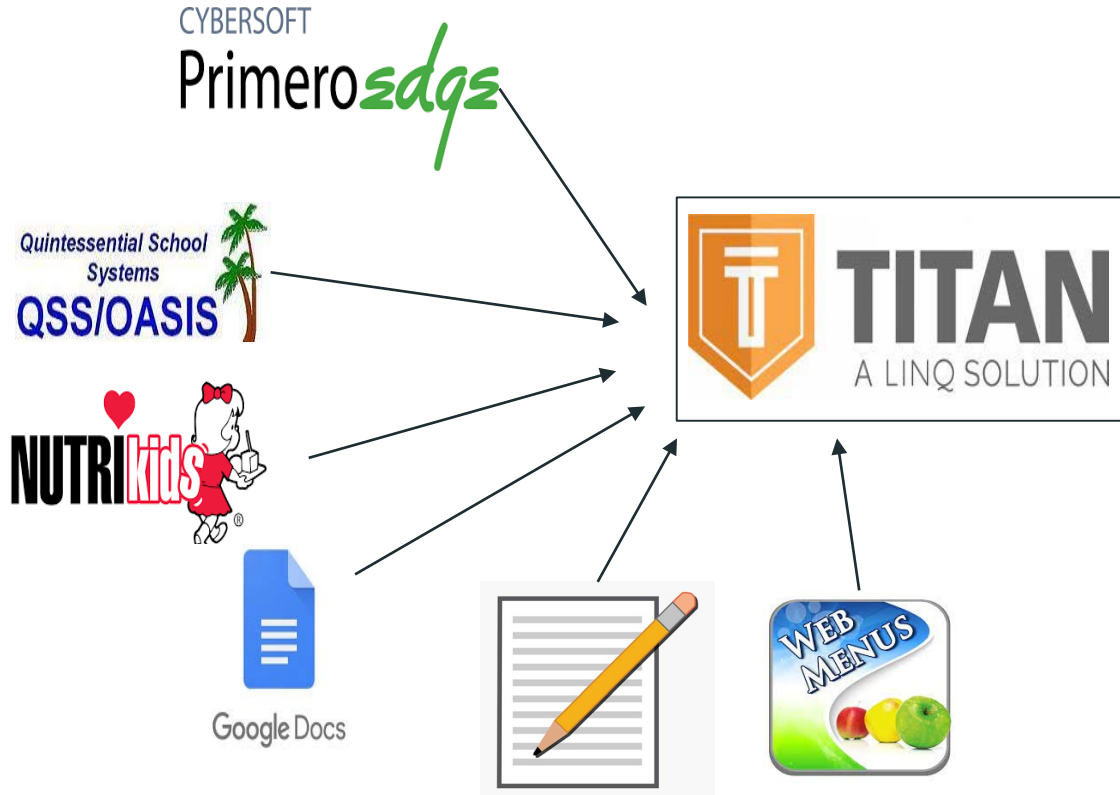 CYBERSOFT
Primeroedge
Quintessential School
Systems
QSS/OASIS
TITAN
A LINQ SOLUTION
NUTRIkids
®
Google Docs
WEB
MENUS